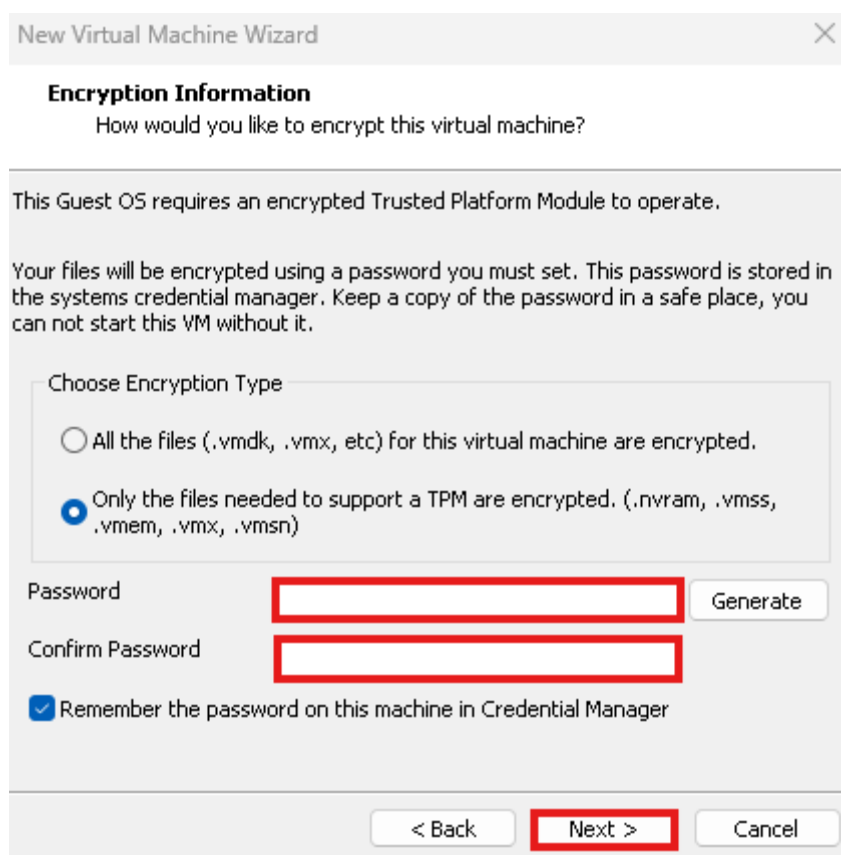 New Virtual Machine Wizard
Encryption Information
How would you like to encrypt this virtual machine?
This Guest OS requires an encrypted Trusted Platform Module to operate.
Your files will be encrypted using a password you must set. This password is stored in
the systems credential manager. Keep a copy of the password in a safe place, you
can not start this VM without it.
Choose Encryption Type
All the files (.vmdk, .vmx, etc) for this virtual machine are encrypted.
Only the files needed to support a TPM are encrypted. (.nvram, .vmss,
.vmem, .vmx, .vmsn)
Password
Generate
Confirm Password
Remember the password on this machine in Credential Manager
< Back Next > Cancel